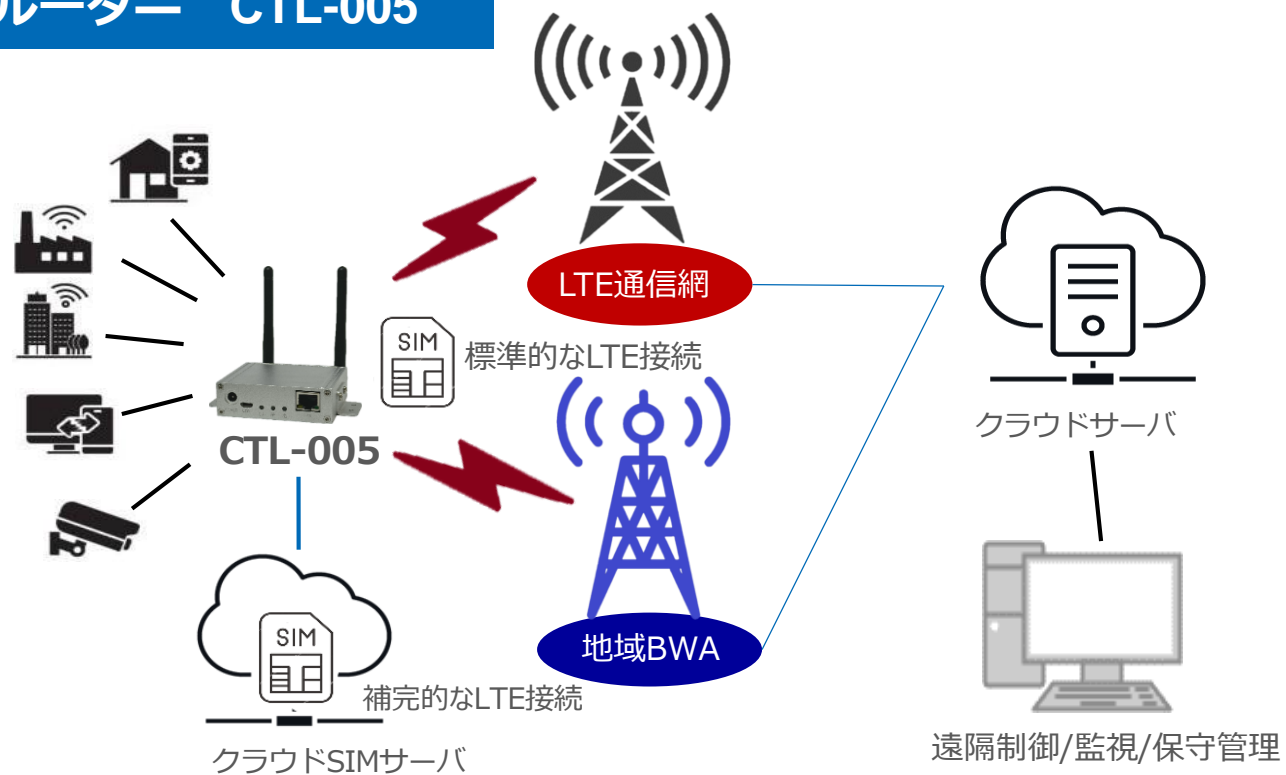 ルーター CTL-005
LTE通信網
SIM
標準的なLTE接続
CTL-005
クラウドサーバ
SIM
地域BWA
補完的なLTE接続
クラウドSIMサーバ
遠隔制御/監視/保守管理